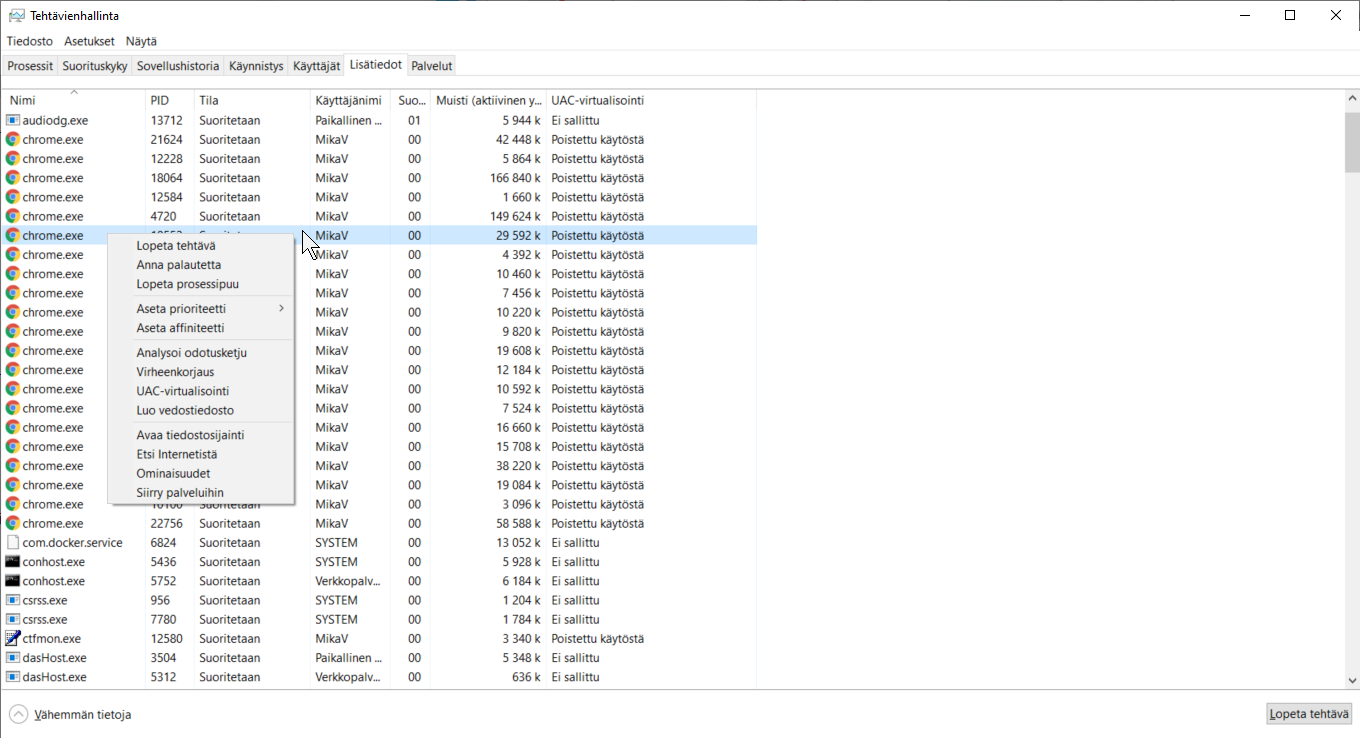 Tehtävienhallinta
Tiedosto Asetukset Näytä
Prosessit Suorituskyky Sovellushistoria Käynnistys Käyttäjät Lisätiedot Palvelut
Nimi PID Tila Käyttäjänimi Suo... Muisti (aktiivinen y... UAC-virtualisointi
audiodg.exe 13712 Suoritetaan Paikallinen ... 01 5 944 k Ei sallittu
chrome.exe 21624 Suoritetaan MikaV 00 42 448 k Poistettu käytöstä
chrome.exe 12228 Suoritetaan MikaV 00 5 864 k Poistettu käytöstä
chrome.exe 18064 Suoritetaan MikaV 00 166 840 k Poistettu käytöstä
chrome.exe 12584 Suoritetaan MikaV 00 1 660 k Poistettu käytöstä
chrome.exe 4720 Suoritetaan MikaV 00 149 624 k Poistettu käytöstä
chrome.exe MikaV 00 29 592 k Poistettu käytöstä
chrome.exe MikaV 00 4 392 k Poistettu käytöstä
chrome.exe MikaV 00 10 460 k Poistettu käytöstä
chrome.exe MikaV 00 7 456 k Poistettu käytöstä
chrome.exe MikaV 00 10 220 k Poistettu käytöstä
chrome.exe MikaV 00 9 820 k Poistettu käytöstä
chrome.exe MikaV 00 19 608 k Poistettu käytöstä
chrome.exe MikaV 00 12 184 k Poistettu käytöstä
chrome.exe MikaV 00 10 592 k Poistettu käytöstä
chrome.exe MikaV 00 7 524 k Poistettu käytöstä
chrome.exe MikaV 00 16 660 k Poistettu käytöstä
chrome.exe MikaV 00 15 708 k Poistettu käytöstä
chrome.exe MikaV 00 38 220 k Poistettu käytöstä
chrome.exe MikaV 00 19 084 k Poistettu käytöstä
chrome.exe Suoritetaan MikaV 00 3 096 k Poistettu käytöstä
chrome.exe 22756 Suoritetaan MikaV 00 58 588 k Poistettu käytöstä
com.docker.service 6824 Suoritetaan SYSTEM 00 13 052 k Ei sallittu
conhost.exe 5436 Suoritetaan SYSTEM 00 5 928 k Ei sallittu
conhost.exe 5752 Suoritetaan Verkkopalv... 00 6 184 k Ei sallittu
csrss.exe 956 Suoritetaan SYSTEM 00 1 204 k Ei sallittu
csrss.exe 7780 Suoritetaan SYSTEM 00 1 784 k Ei sallittu
ctfmon.exe 12580 Suoritetaan MikaV 00 3 340 k Poistettu käytöstä
dasHost.exe 3504 Suoritetaan Paikallinen ... 00 5 348 k Ei sallittu
dasHost.exe 5312 Suoritetaan Verkkopalv... 00 636 k Ei sallittu
Lopeta tehtävä
Anna palautetta
Lopeta prosessipuu
Aseta prioriteetti
Aseta affiniteetti
Analysoi odotusketju
Virheenkorjaus
UAC-virtualisointi
Luo vedostiedosto
Avaa tiedostosijainti
Etsi Internetistä
Ominaisuudet
Siirry palveluihin
Vähemmän tietoja
Lopeta tehtävä